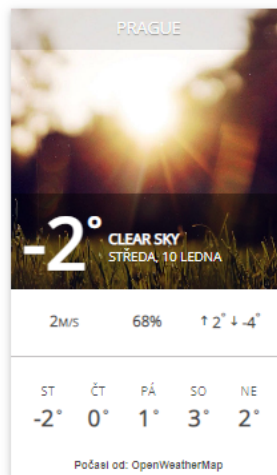 PRAGUE
-2°
CLEAR SKY
STŘEDA, 10 LEDNA
2M/S 68% ↑ 2° ↓ -4°
ST ČT PÁ SO NE
-2° 0° 1° 3° 2°
Počasí od: OpenWeatherMap